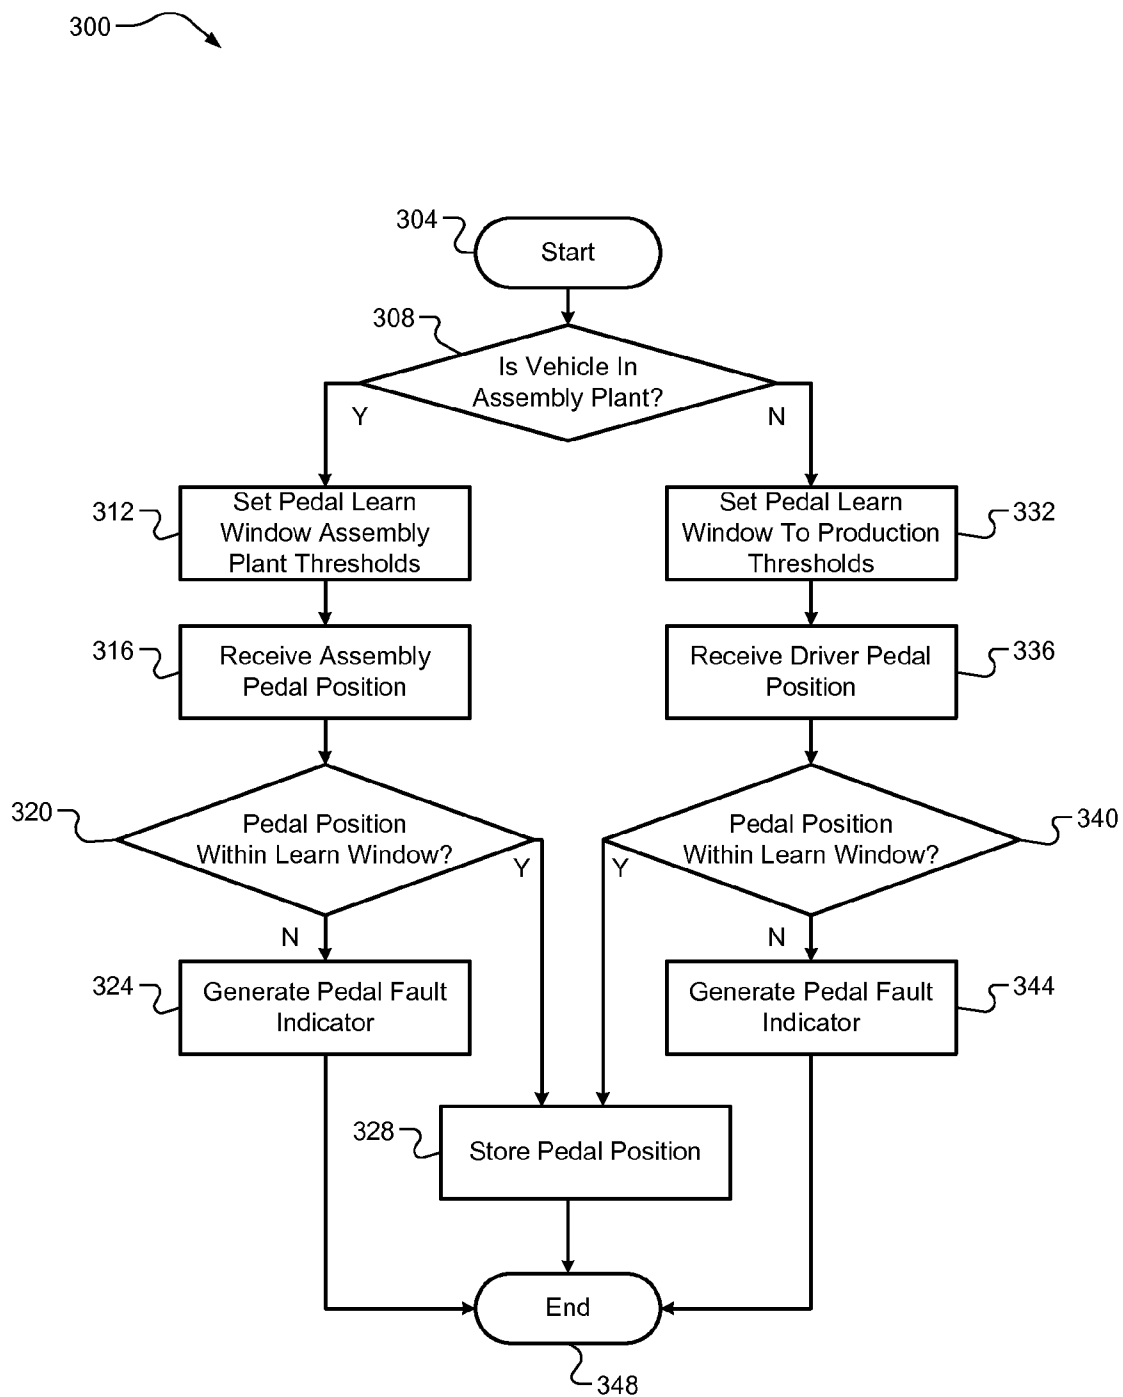 300
304
Start
308
Is Vehicle In
Assembly Plant?
Y
N
312
Set Pedal Learn
Window Assembly
Plant Thresholds
Set Pedal Learn
Window To Production
Thresholds
332
316
Receive Assembly
Pedal Position
Receive Driver Pedal
Position
336
320
Pedal Position
Within Learn Window?
Y
N
Pedal Position
Within Learn Window?
Y
N
340
324
Generate Pedal Fault
Indicator
Generate Pedal Fault
Indicator
344
328
Store Pedal Position
End
348